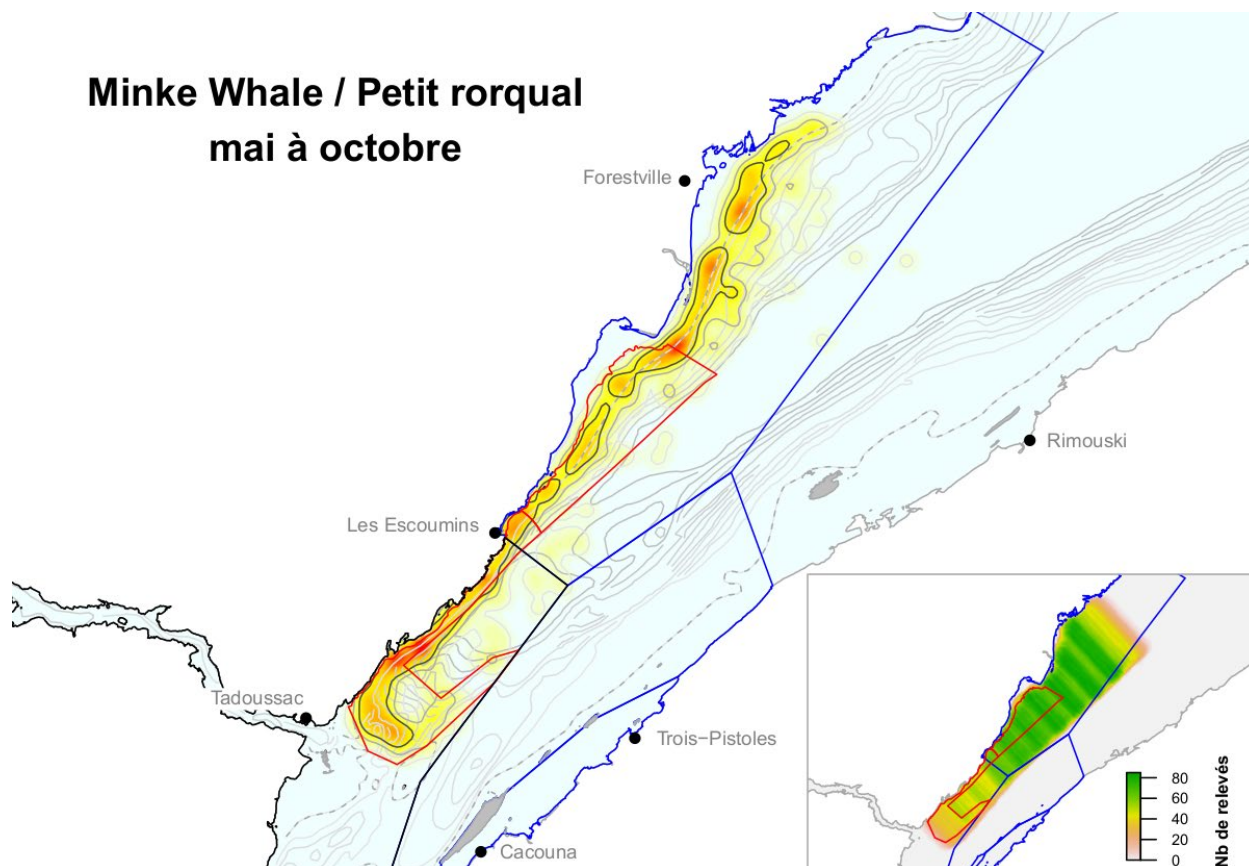 Minke Whale / Petit rorqual
mai à octobre
Forestville
Rimouski
Les Escoumins
Tadoussac
Trois−Pistoles
Cacouna
80
60
40
20
0
Nb de relevés